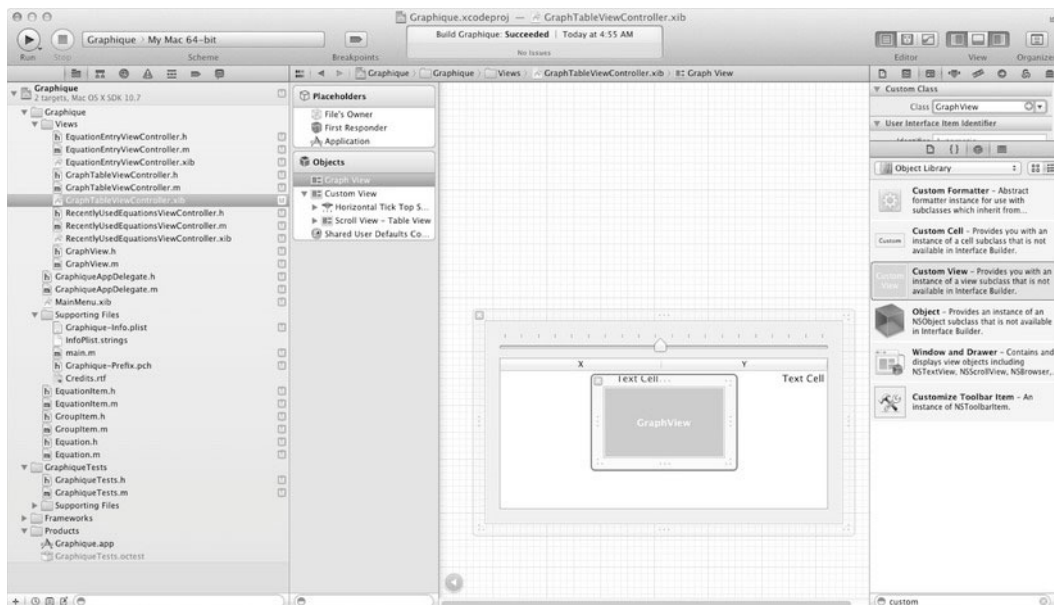 Graphique.xcodeproj — GraphTableViewController.xib
Graphique > My Mac 64-bit
Build Graphique: Succeeded | Today at 4:55 AM
No Issues
Run Stop Scheme Breakpoints Editor View Organizer
Graphique > Graphique > Views > GraphTableViewController.xib > Graph View
Graphique
2 targets, Mac OS X SDK 10.7
Graphique
Views
EquationEntryViewController.h
EquationEntryViewController.m
EquationEntryViewController.xib
GraphTableViewController.h
GraphTableViewController.m
GraphTableViewController.xib
RecentlyUsedEquationsViewController.h
RecentlyUsedEquationsViewController.m
RecentlyUsedEquationsViewController.xib
GraphView.h
GraphView.m
GraphiqueAppDelegate.h
GraphiqueAppDelegate.m
MainMenu.xib
Supporting Files
Graphique-Info.plist
InfoPlist.strings
main.m
Graphique-Prefix.pch
Credits.rtf
EquationItem.h
EquationItem.m
GroupItem.h
GroupItem.m
Equation.h
Equation.m
GraphiqueTests
GraphiqueTests.h
GraphiqueTests.m
Supporting Files
Frameworks
Products
Graphique.app
GraphiqueTests.octest
Placeholders
File's Owner
First Responder
Application
Objects
Graph View
Custom View
Horizontal Tick Top S...
Scroll View - Table View
Shared User Defaults Co...
X Y
Text Cell... Text Cell
GraphView
Custom Class
Class GraphView
User Interface Item Identifier
Object Library
Custom Formatter - Abstract
formatter instance for use with
subclasses which inherit from...
Custom
Custom Cell - Provides you with an
instance of a cell subclass that is not
available in Interface Builder.
Custom
View
Custom View - Provides you with an
instance of a view subclass that is not
available in Interface Builder.
Object - Provides an instance of an
NSObject subclass that is not available
in Interface Builder.
Window and Drawer - Contains and
displays view objects including
NSTextView, NSScrollView, NSBrowser,...
Customize Toolbar Item - An
instance of NSToolbarItem.
custom